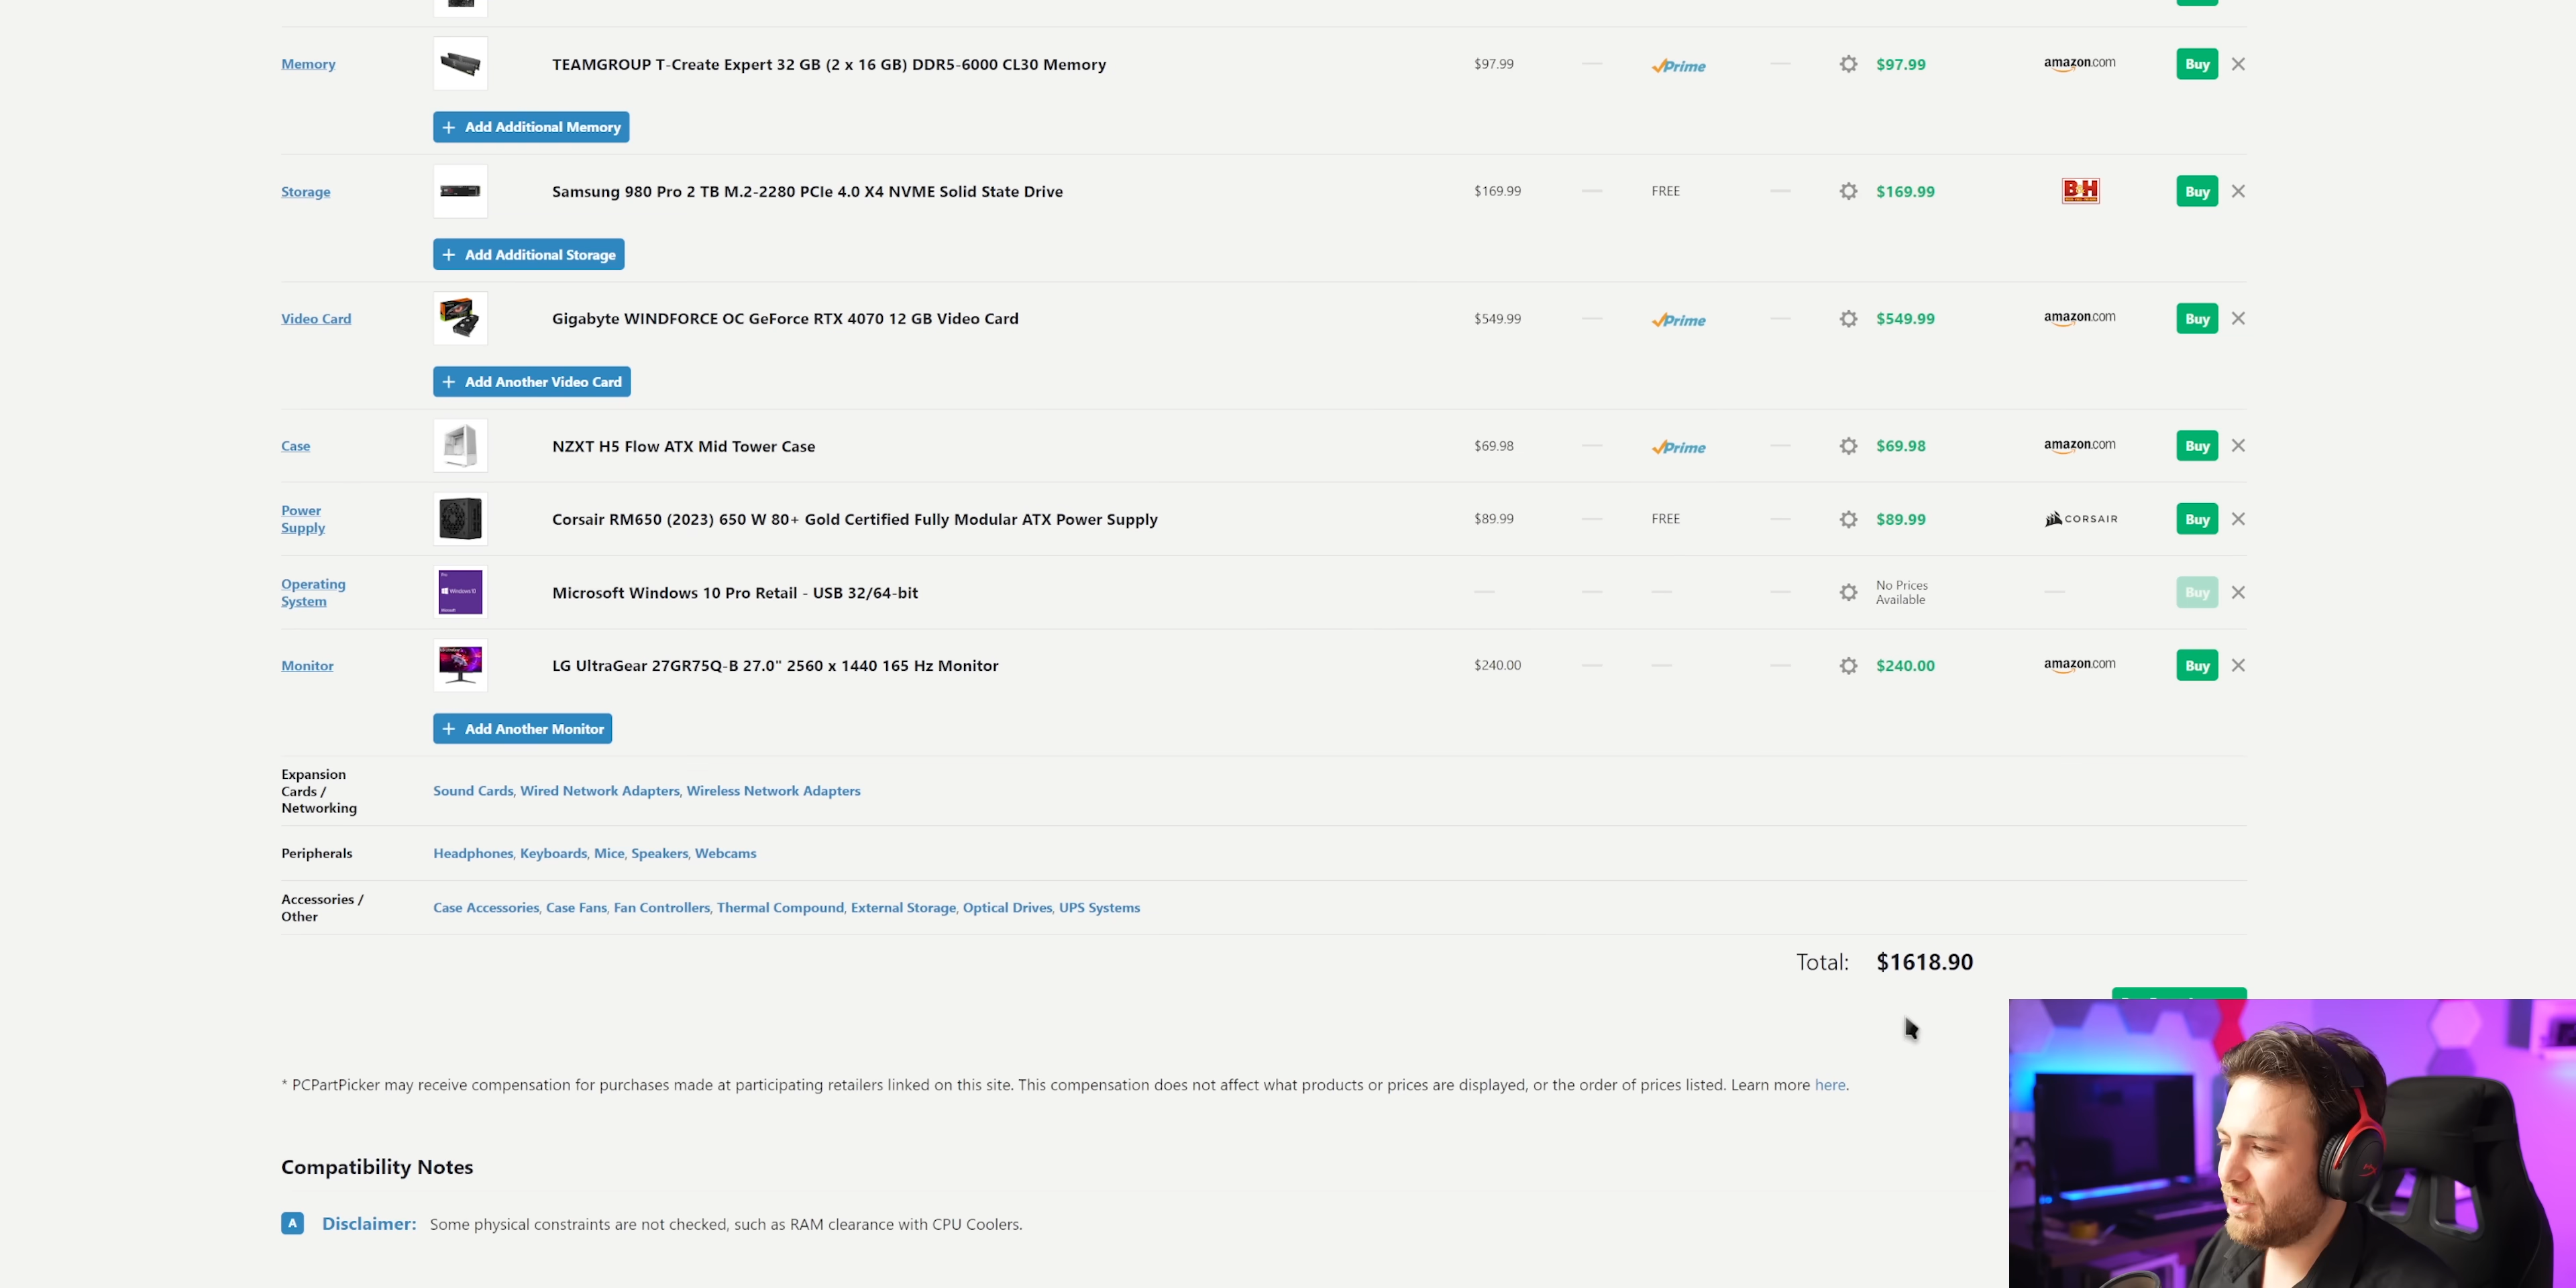 Memory TEAMGROUP T-Create Expert 32 GB (2 x 16 GB) DDR5-6000 CL30 Memory $97.99 Prime $97.99 amazon.com Buy
Add Additional Memory
Storage Samsung 980 Pro 2 TB M.2-2280 PCIe 4.0 X4 NVME Solid State Drive $169.99 FREE $169.99 B&H Buy
Add Additional Storage
Video Card Gigabyte WINDFORCE OC GeForce RTX 4070 12 GB Video Card $549.99 Prime $549.99 amazon.com Buy
Add Another Video Card
Case NZXT H5 Flow ATX Mid Tower Case $69.98 Prime $69.98 amazon.com Buy
Power
Supply Corsair RM650 (2023) 650 W 80+ Gold Certified Fully Modular ATX Power Supply $89.99 FREE $89.99 CORSAIR Buy
Operating
System Microsoft Windows 10 Pro Retail - USB 32/64-bit No Prices
Available Buy
Monitor LG UltraGear 27GR75Q-B 27.0" 2560 x 1440 165 Hz Monitor $240.00 $240.00 amazon.com Buy
Add Another Monitor
Expansion
Cards /
Networking Sound Cards, Wired Network Adapters, Wireless Network Adapters
Peripherals Headphones, Keyboards, Mice, Speakers, Webcams
Accessories /
Other Case Accessories, Case Fans, Fan Controllers, Thermal Compound, External Storage, Optical Drives, UPS Systems
Total: $1618.90
* PCPartPicker may receive compensation for purchases made at participating retailers linked on this site. This compensation does not affect what products or prices are displayed, or the order of prices listed. Learn more here.
Compatibility Notes
A Disclaimer: Some physical constraints are not checked, such as RAM clearance with CPU Coolers.